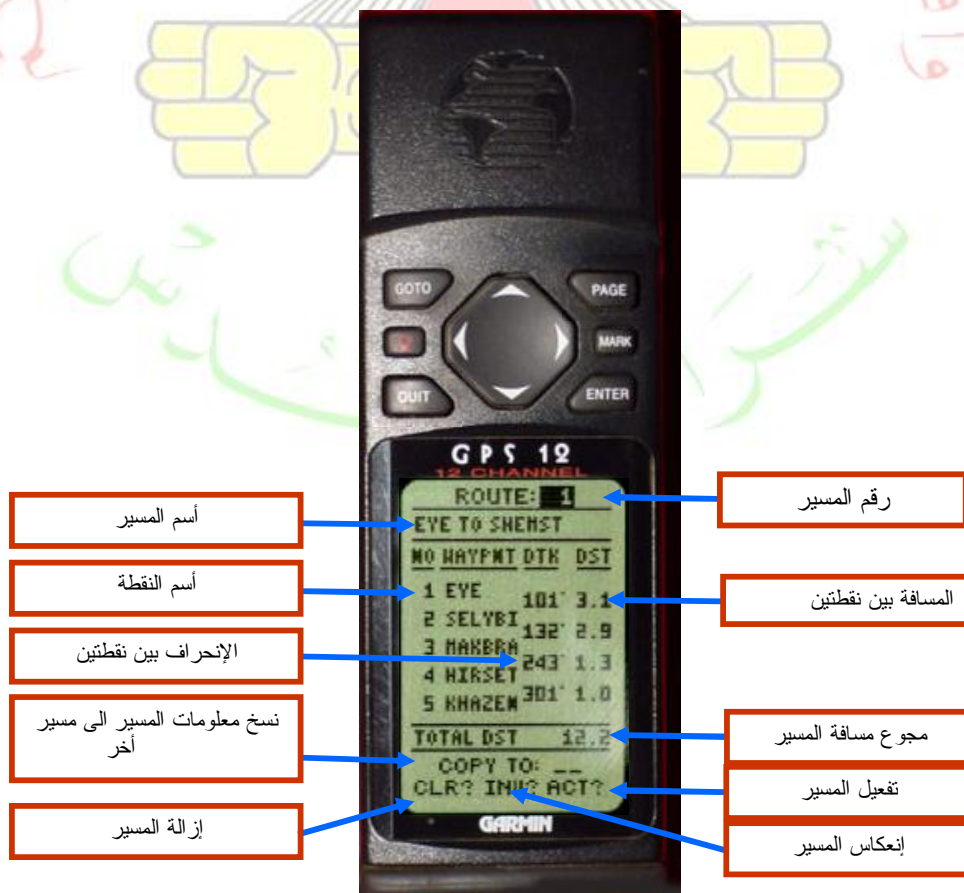 GOTO
PAGE
MARK
QUIT
ENTER
GPS 12
12 CHANNEL
ROUTE: 1
EYE TO SHEMST
NO WAYPNT DTK DST
1 EYE
101° 3.1
2 SELYBI
132° 2.9
3 MAKBRA
243° 1.3
4 HIRSET
301° 1.0
5 KHAZEM
TOTAL DST 12.2
COPY TO: __
CLR? INV? ACT?
GARMIN
أسم المسير
أسم النقطة
الإنحراف بين نقطتين
نسخ معلومات المسير الى مسير
أخر
إزالة المسير
رقم المسير
المسافة بين نقطتين
مجوع مسافة المسير
تفعيل المسير
إنعكاس المسير